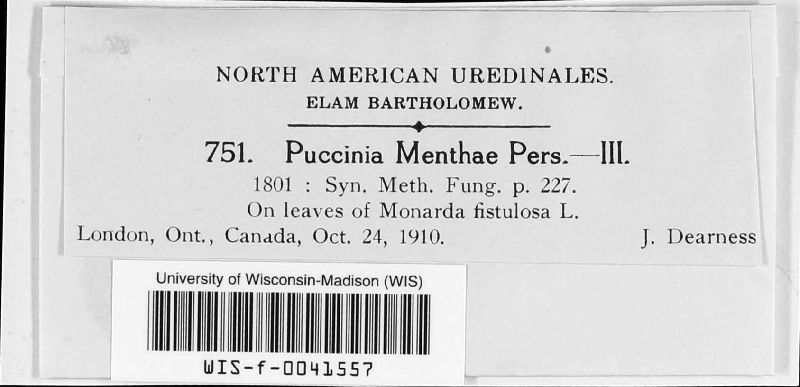 NORTH AMERICAN UREDINALES.
ELAM BARTHOLOMEW.
751. Puccinia Menthae Pers.—III.
1801 : Syn. Meth. Fung. p. 227.
On leaves of Monarda fistulosa L.
London, Ont., Canada, Oct. 24, 1910. J. Dearness
University of Wisconsin-Madison (WIS)
WIS-f-0041557